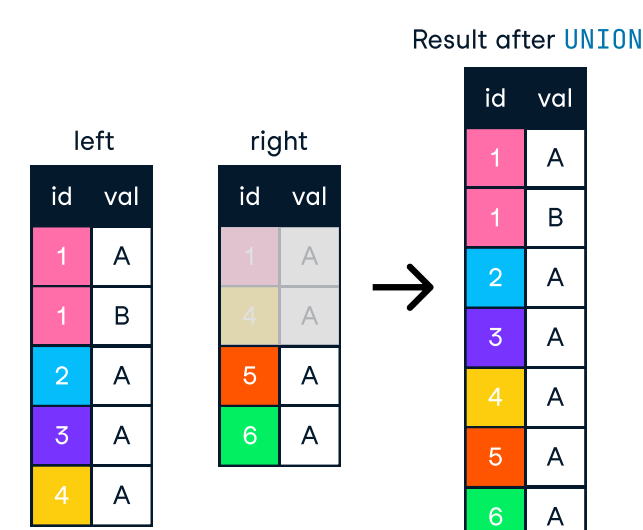 Result after UNION
left
id val
1 A
1 B
2 A
3 A
4 A
right
id val
1 A
4 A
5 A
6 A
id val
1 A
1 B
2 A
3 A
4 A
5 A
6 A